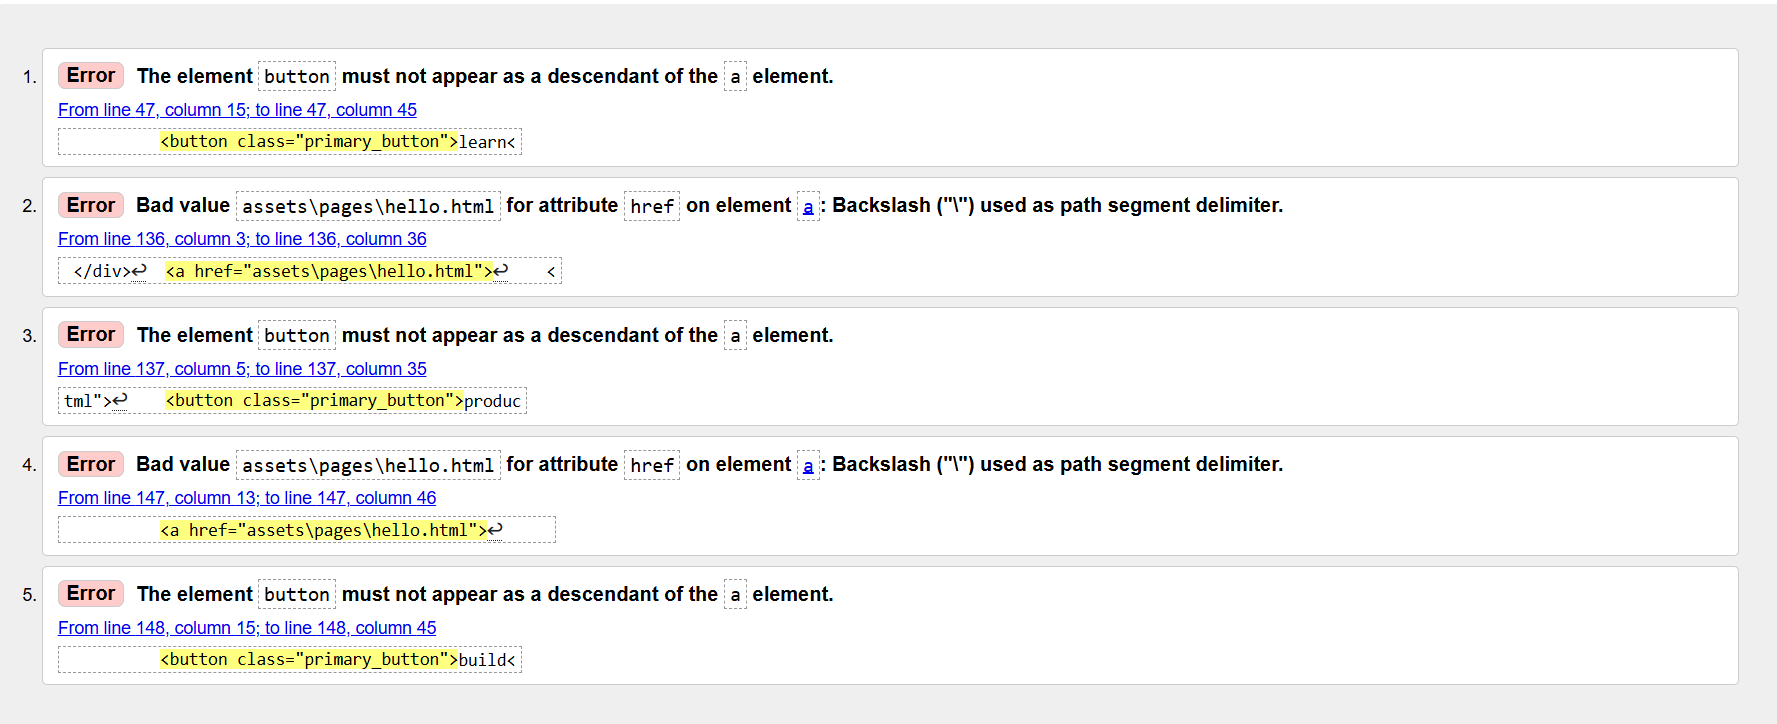 1. Error The element button must not appear as a descendant of the a element.
From line 47, column 15; to line 47, column 45
<button class="primary_button">learn<
2. Error Bad value assets\pages\hello.html for attribute href on element a: Backslash ("\") used as path segment delimiter.
From line 136, column 3; to line 136, column 36
</div>↩ <a href="assets\pages\hello.html">↩ <
3. Error The element button must not appear as a descendant of the a element.
From line 137, column 5; to line 137, column 35
tml">↩ <button class="primary_button">produc
4. Error Bad value assets\pages\hello.html for attribute href on element a: Backslash ("\") used as path segment delimiter.
From line 147, column 13; to line 147, column 46
<a href="assets\pages\hello.html">↩
5. Error The element button must not appear as a descendant of the a element.
From line 148, column 15; to line 148, column 45
<button class="primary_button">build<